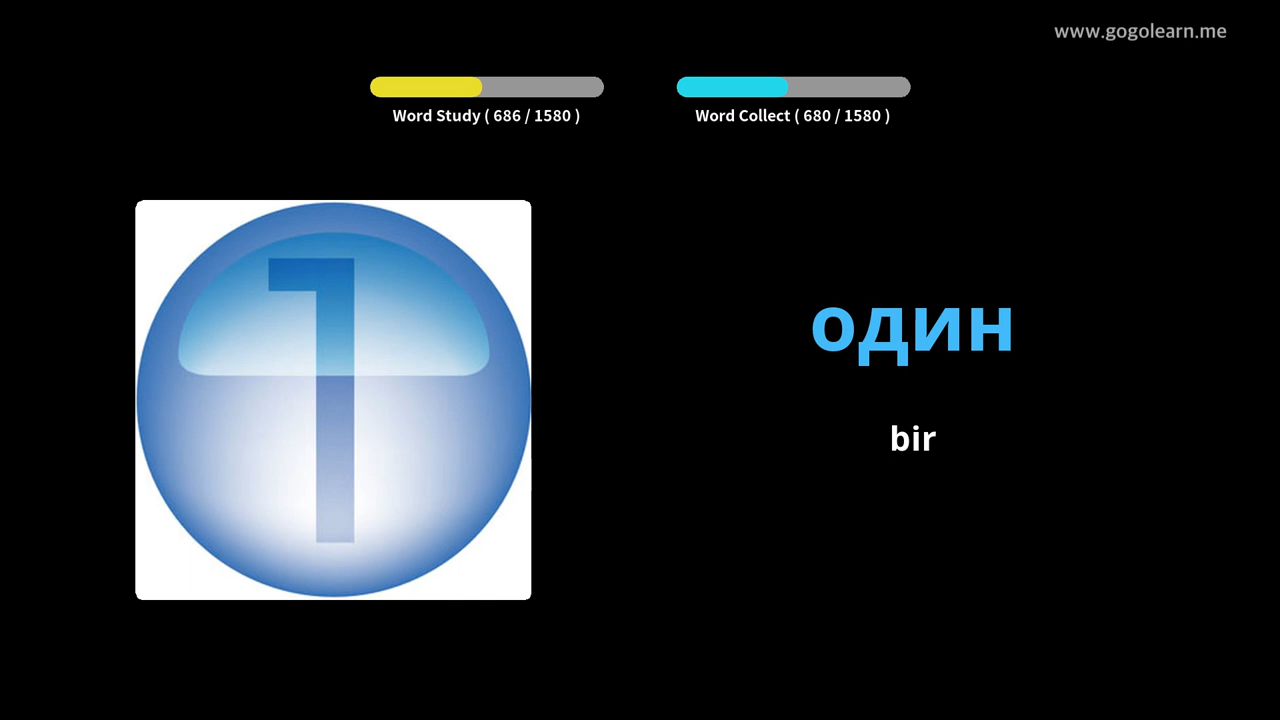 www.gogolearn.me
Word Study ( 686 / 1580 )
Word Collect ( 680 / 1580 )
1
один
bir